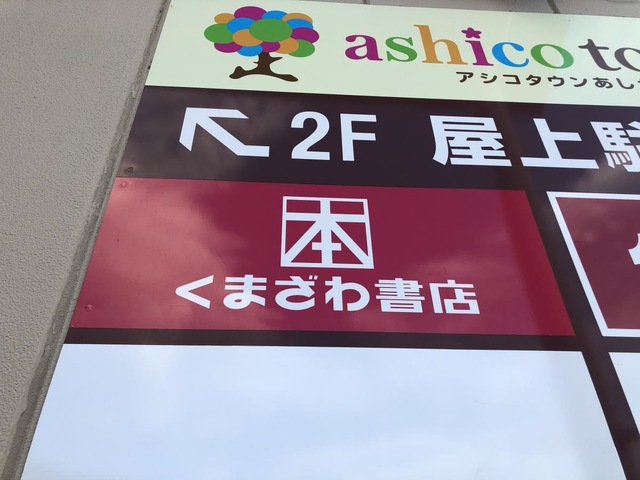 ashico to
アシコタウンあし
2F 屋上駐
本
くまざわ書店